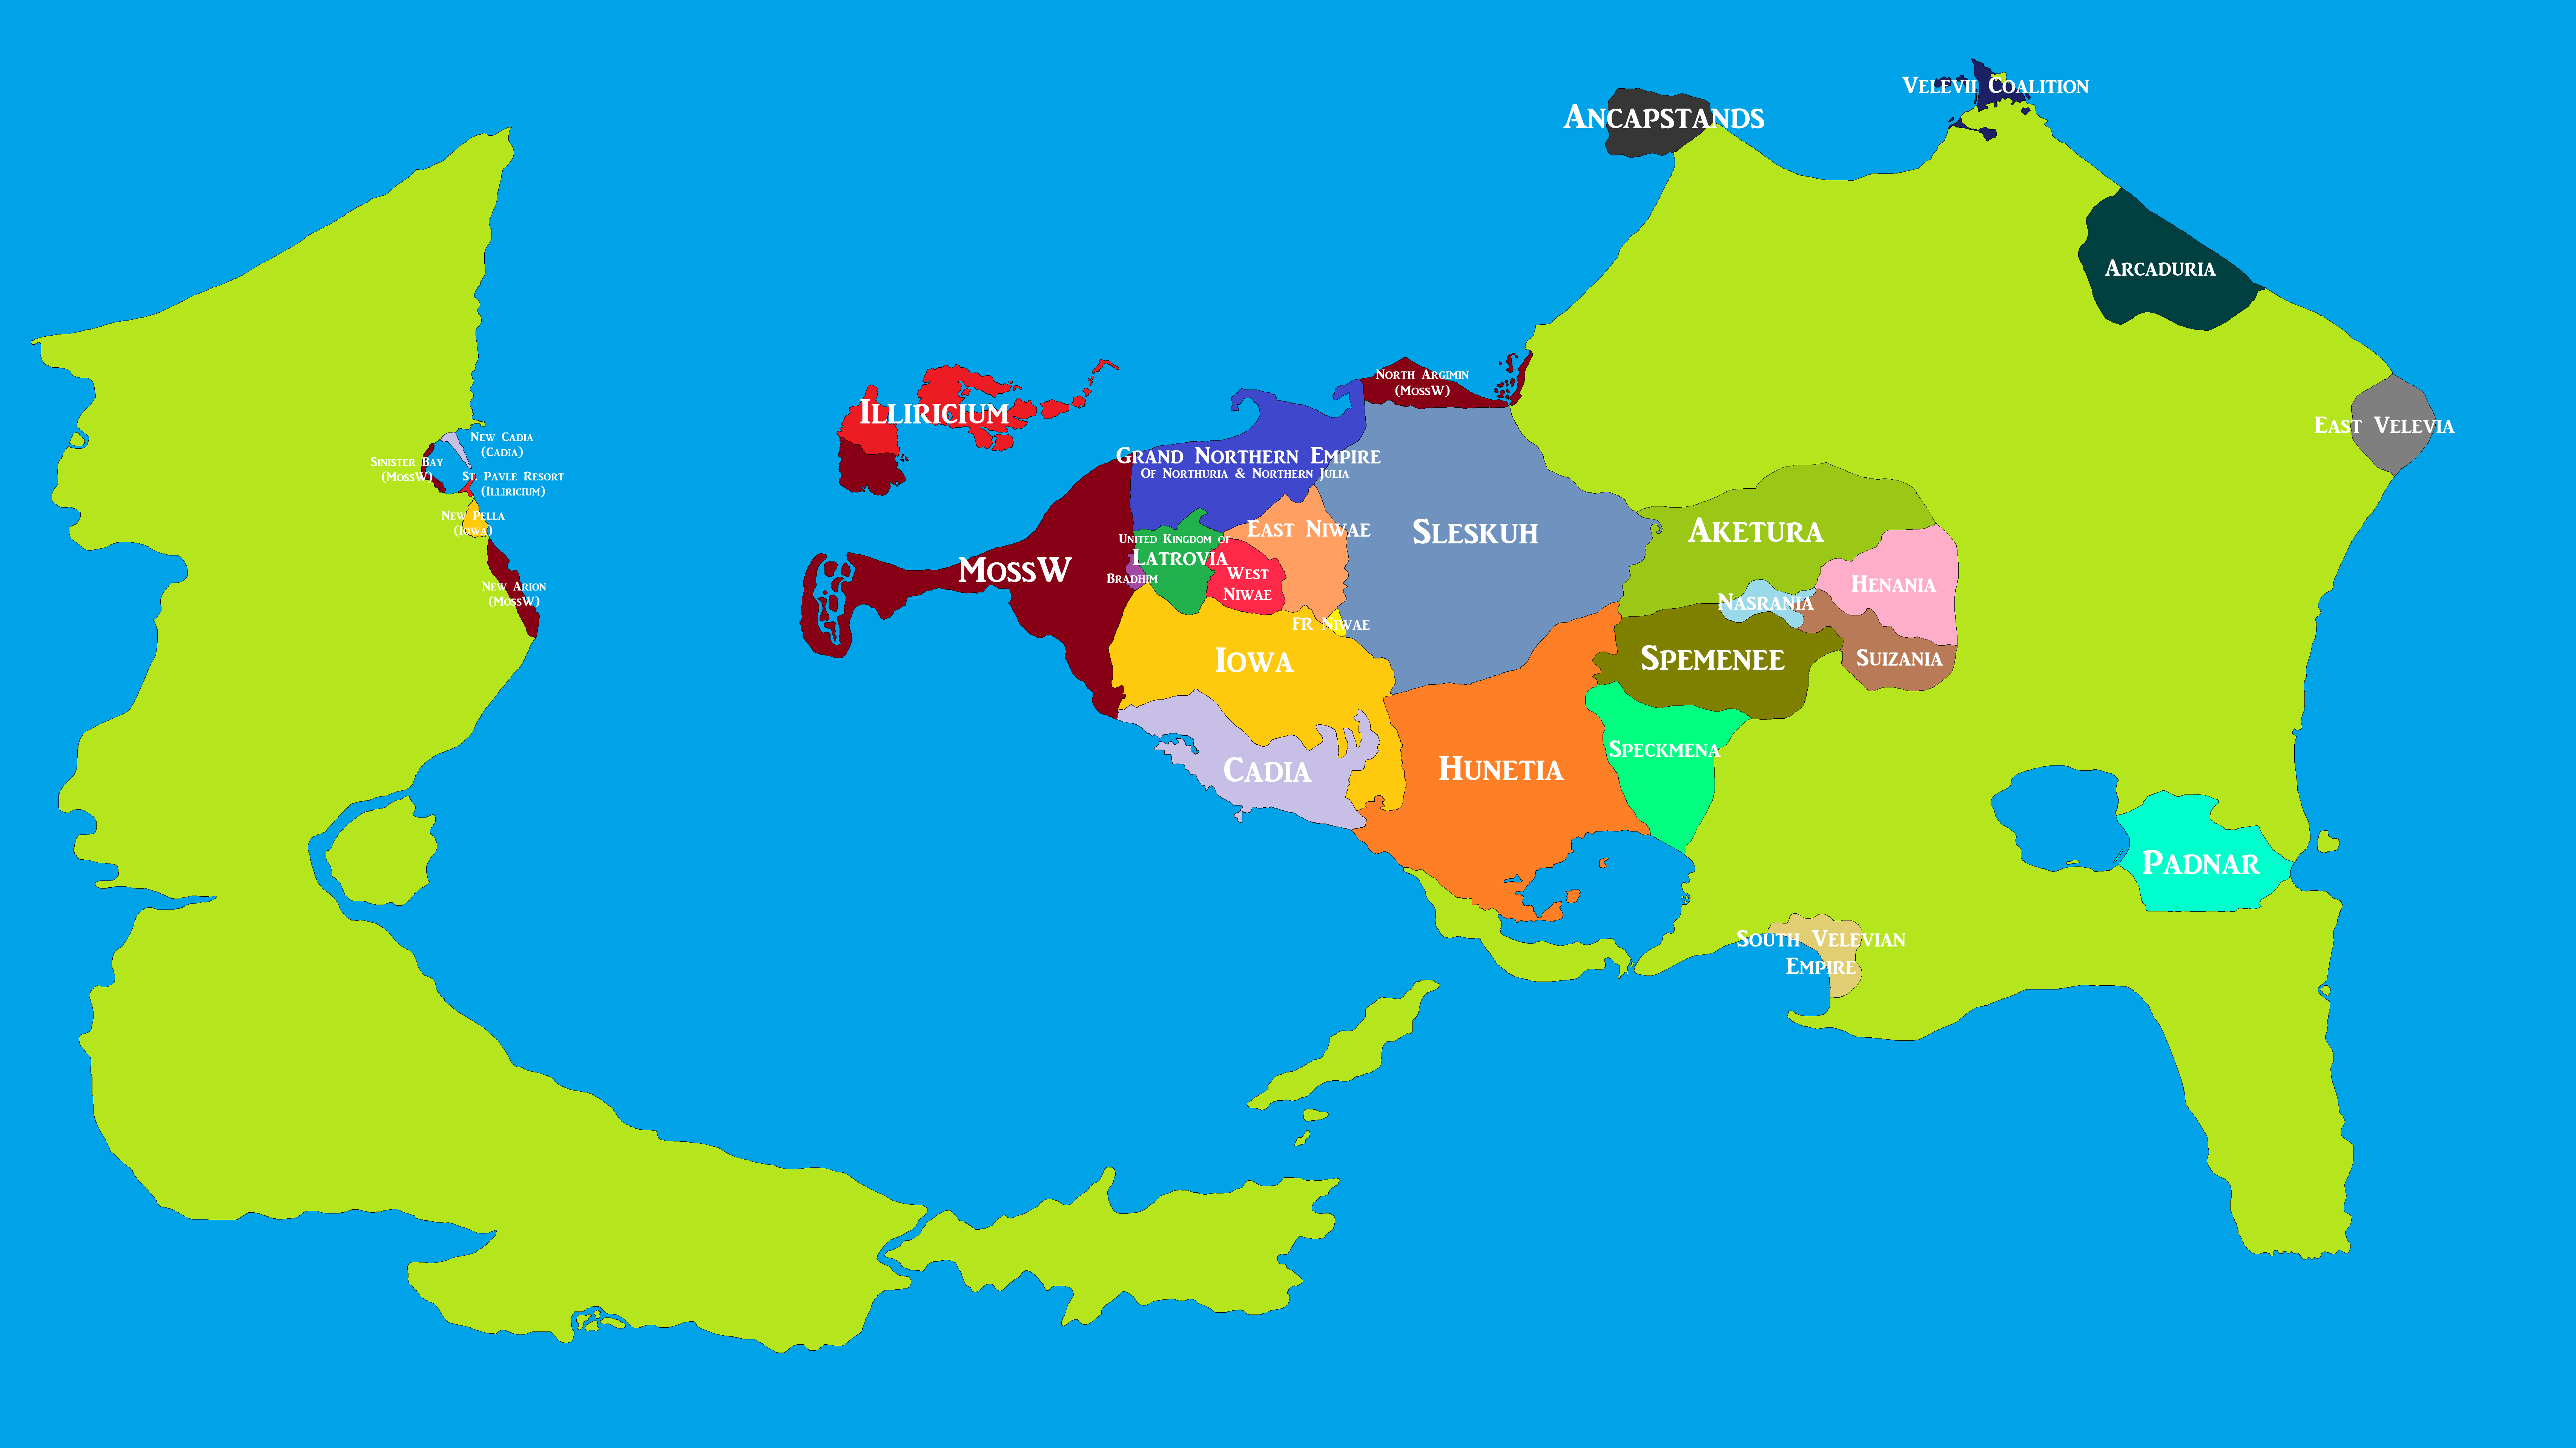 Velevii Coalition
Ancapstands
Arcaduria
North Argimin
(MossW)
Illiricium
East Velevia
New Cadia
(Cadia)
Sinister Bay
(MossW)
St. Pavle Resort
(Illiricium)
New Pella
(Iowa)
New Arion
(MossW)
Grand Northern Empire
Of Northuria & Northern Julia
East Niwae
Sleskuh
Aketura
United Kingdom of
Latrovia
MossW
Bradhim
West
Niwae
Henania
Nasrania
FR Niwae
Iowa
Spemenee
Suizania
Speckmena
Cadia
Hunetia
Padnar
South Velevian
Empire